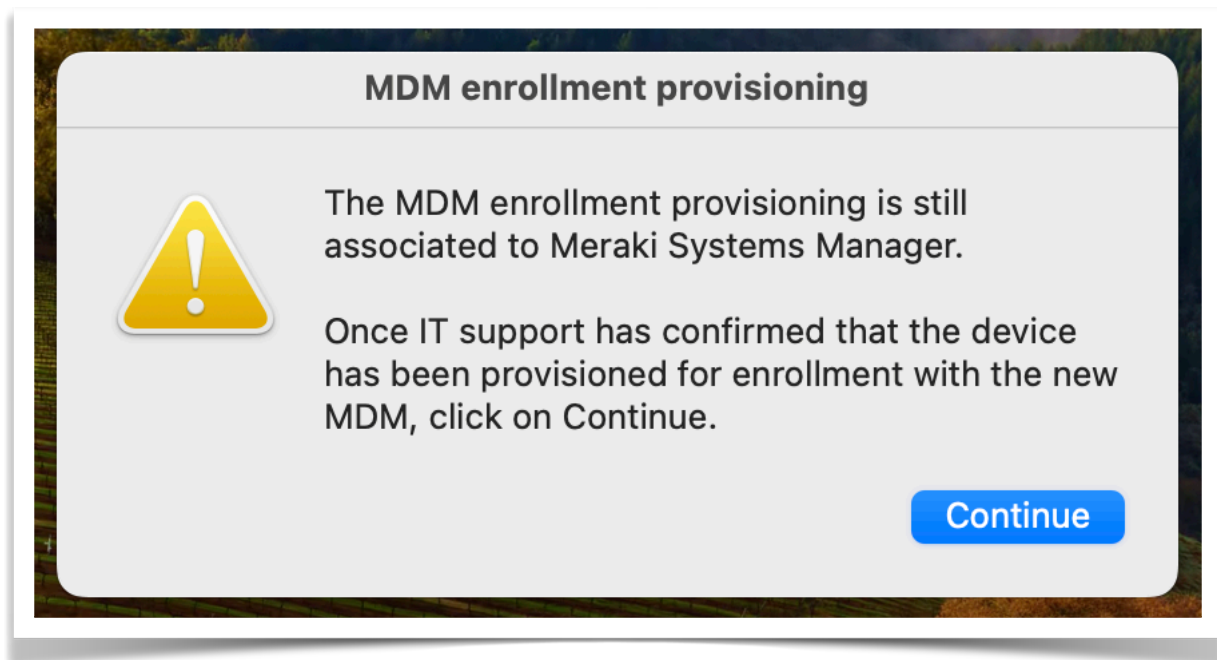 MDM enrollment provisioning
The MDM enrollment provisioning is still
associated to Meraki Systems Manager.
Once IT support has confirmed that the device
has been provisioned for enrollment with the new
MDM, click on Continue.
Continue